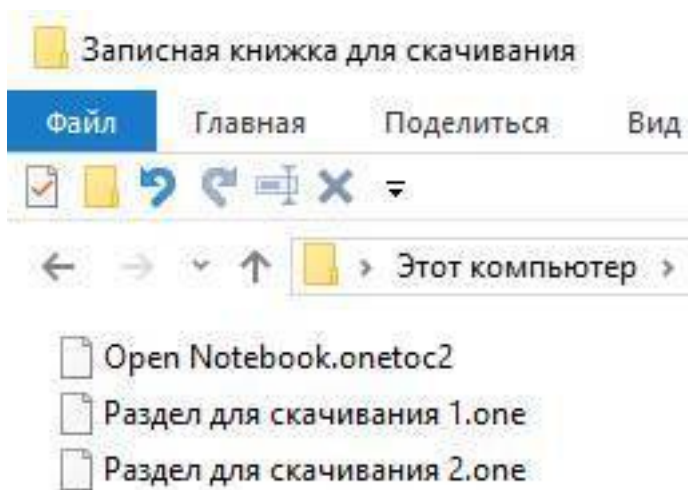 Записная книжка для скачивания
Файл Главная Поделиться Вид
Этот компьютер
Open Notebook.onetoc2
Раздел для скачивания 1.one
Раздел для скачивания 2.one